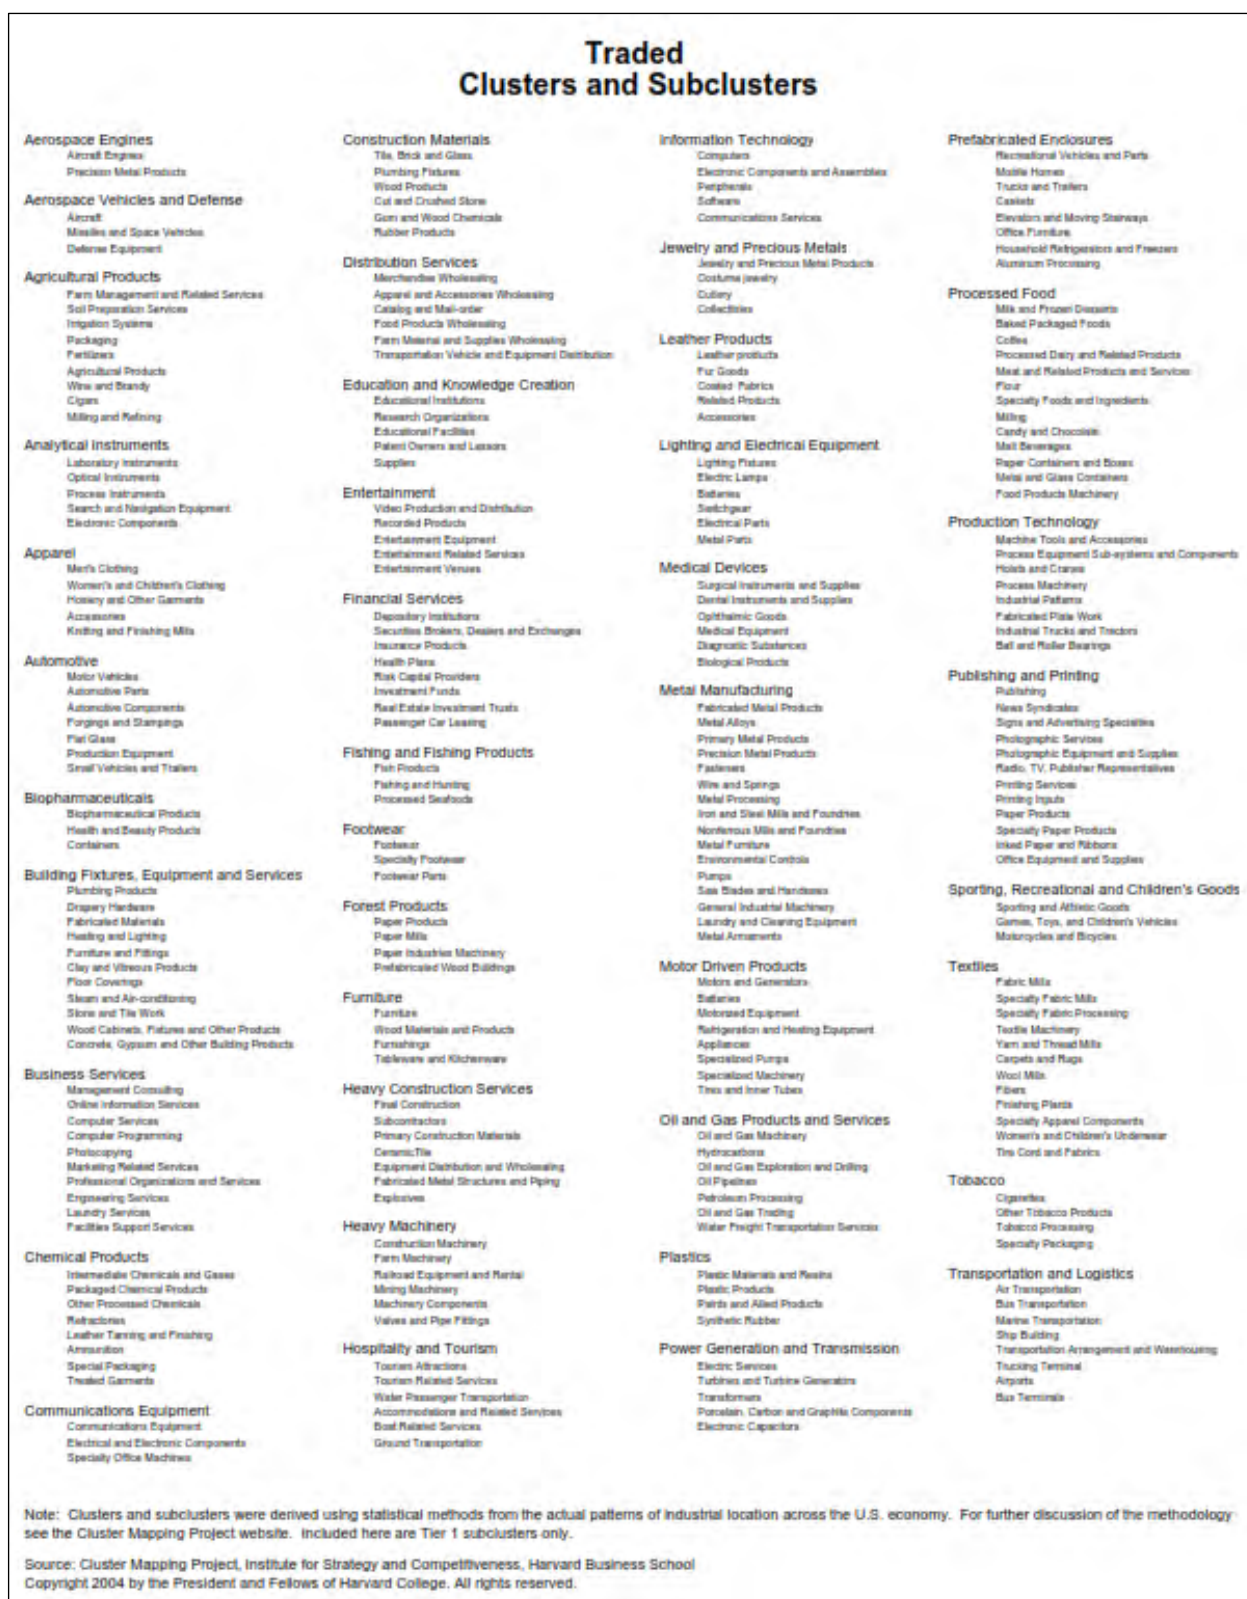 Traded
Clusters and Subclusters
Aerospace Engines
Aircraft Engines
Precision Metal Products
Aerospace Vehicles and Defense
Aircraft
Missiles and Space Vehicles
Defense Equipment
Agricultural Products
Farm Management and Related Services
Soil Preparation Services
Irrigation Systems
Packaging
Fertilizers
Agricultural Products
Wine and Brandy
Cigars
Milling and Refining
Analytical Instruments
Laboratory Instruments
Optical Instruments
Process Instruments
Search and Navigation Equipment
Electronic Components
Apparel
Men's Clothing
Women's and Children's Clothing
Hosiery and Other Garments
Accessories
Knitting and Finishing Mills
Automotive
Motor Vehicles
Automotive Parts
Automotive Components
Forgings and Stampings
Flat Glass
Production Equipment
Small Vehicles and Trailers
Biopharmaceuticals
Biopharmaceutical Products
Health and Beauty Products
Containers
Building Fixtures, Equipment and Services
Plumbing Products
Drapery Hardware
Fabricated Materials
Heating and Lighting
Furniture and Fittings
Clay and Vitreous Products
Floor Coverings
Steam and Air-conditioning
Stone and Tile Work
Wood Cabinets, Fixtures and Other Products
Concrete, Gypsum and Other Building Products
Business Services
Management Consulting
Online Information Services
Computer Services
Computer Programming
Photocopying
Marketing Related Services
Professional Organizations and Services
Engineering Services
Laundry Services
Facilities Support Services
Chemical Products
Intermediate Chemicals and Gases
Packaged Chemical Products
Other Processed Chemicals
Refractories
Leather Tanning and Finishing
Ammunition
Special Packaging
Treated Garments
Communications Equipment
Communications Equipment
Electrical and Electronic Components
Specialty Office Machines
Construction Materials
Tile, Brick and Glass
Plumbing Fixtures
Wood Products
Cut and Crushed Stone
Gum and Wood Chemicals
Rubber Products
Distribution Services
Merchandise Wholesaling
Apparel and Accessories Wholesaling
Catalog and Mail-order
Food Products Wholesaling
Farm Material and Supplies Wholesaling
Transportation Vehicle and Equipment Distribution
Education and Knowledge Creation
Educational Institutions
Research Organizations
Educational Facilities
Patent Owners and Lessors
Supplies
Entertainment
Video Production and Distribution
Recorded Products
Entertainment Equipment
Entertainment Related Services
Entertainment Venues
Financial Services
Depository Institutions
Securities Brokers, Dealers and Exchanges
Insurance Products
Health Plans
Risk Capital Providers
Investment Funds
Real Estate Investment Trusts
Passenger Car Leasing
Fishing and Fishing Products
Fish Products
Fishing and Hunting
Processed Seafoods
Footwear
Footwear
Specialty Footwear
Footwear Parts
Forest Products
Paper Products
Paper Mills
Paper Industries Machinery
Prefabricated Wood Buildings
Furniture
Furniture
Wood Materials and Products
Furnishings
Tableware and Kitchenware
Heavy Construction Services
Final Construction
Subcontractors
Primary Construction Materials
CeramicTile
Equipment Distribution and Wholesaling
Fabricated Metal Structures and Piping
Explosives
Heavy Machinery
Construction Machinery
Farm Machinery
Railroad Equipment and Rental
Mining Machinery
Machinery Components
Valves and Pipe Fittings
Hospitality and Tourism
Tourism Attractions
Tourism Related Services
Water Passenger Transportation
Accommodations and Related Services
Boat Related Services
Ground Transportation
Information Technology
Computers
Electronic Components and Assemblies
Peripherals
Software
Communications Services
Jewelry and Precious Metals
Jewelry and Precious Metal Products
Costume jewelry
Cutlery
Collectibles
Leather Products
Leather products
Fur Goods
Coated Fabrics
Related Products
Accessories
Lighting and Electrical Equipment
Lighting Fixtures
Electric Lamps
Batteries
Switchgear
Electrical Parts
Metal Parts
Medical Devices
Surgical Instruments and Supplies
Dental Instruments and Supplies
Ophthalmic Goods
Medical Equipment
Diagnostic Substances
Biological Products
Metal Manufacturing
Fabricated Metal Products
Metal Alloys
Primary Metal Products
Precision Metal Products
Fasteners
Wire and Springs
Metal Processing
Iron and Steel Mills and Foundries
Nonferrous Mills and Foundries
Metal Furniture
Environmental Controls
Pumps
Saw Blades and Handsaws
General Industrial Machinery
Laundry and Cleaning Equipment
Metal Armaments
Motor Driven Products
Motors and Generators
Batteries
Motorized Equipment
Refrigeration and Heating Equipment
Appliances
Specialized Pumps
Specialized Machinery
Tires and Inner Tubes
Oil and Gas Products and Services
Oil and Gas Machinery
Hydrocarbons
Oil and Gas Exploration and Drilling
Oil Pipelines
Petroleum Processing
Oil and Gas Trading
Water Freight Transportation Services
Plastics
Plastic Materials and Resins
Plastic Products
Paints and Allied Products
Synthetic Rubber
Power Generation and Transmission
Electric Services
Turbines and Turbine Generators
Transformers
Porcelain, Carbon and Graphite Components
Electronic Capacitors
Prefabricated Enclosures
Recreational Vehicles and Parts
Mobile Homes
Trucks and Trailers
Caskets
Elevators and Moving Stairways
Office Furniture
Household Refrigerators and Freezers
Aluminum Processing
Processed Food
Milk and Frozen Desserts
Baked Packaged Foods
Coffee
Processed Dairy and Related Products
Meat and Related Products and Services
Flour
Specialty Foods and Ingredients
Milling
Candy and Chocolate
Malt Beverages
Paper Containers and Boxes
Metal and Glass Containers
Food Products Machinery
Production Technology
Machine Tools and Accessories
Process Equipment Sub-systems and Components
Hoists and Cranes
Process Machinery
Industrial Patterns
Fabricated Plate Work
Industrial Trucks and Tractors
Ball and Roller Bearings
Publishing and Printing
Publishing
News Syndicates
Signs and Advertising Specialties
Photographic Services
Photographic Equipment and Supplies
Radio, TV, Publisher Representatives
Printing Services
Printing Inputs
Paper Products
Specialty Paper Products
Inked Paper and Ribbons
Office Equipment and Supplies
Sporting, Recreational and Children's Goods
Sporting and Athletic Goods
Games, Toys, and Children's Vehicles
Motorcycles and Bicycles
Textiles
Fabric Mills
Specialty Fabric Mills
Specialty Fabric Processing
Textile Machinery
Yarn and Thread Mills
Carpets and Rugs
Wool Mills
Fibers
Finishing Plants
Specialty Apparel Components
Women's and Children's Underwear
Tire Cord and Fabrics
Tobacco
Cigarettes
Other Tobacco Products
Tobacco Processing
Specialty Packaging
Transportation and Logistics
Air Transportation
Bus Transportation
Marine Transportation
Ship Building
Transportation Arrangement and Warehousing
Trucking Terminal
Airports
Bus Terminals
Note: Clusters and subclusters were derived using statistical methods from the actual patterns of industrial location across the U.S. economy. For further discussion of the methodology
see the Cluster Mapping Project website. Included here are Tier 1 subclusters only.
Source: Cluster Mapping Project, Institute for Strategy and Competitiveness, Harvard Business School
Copyright 2004 by the President and Fellows of Harvard College. All rights reserved.